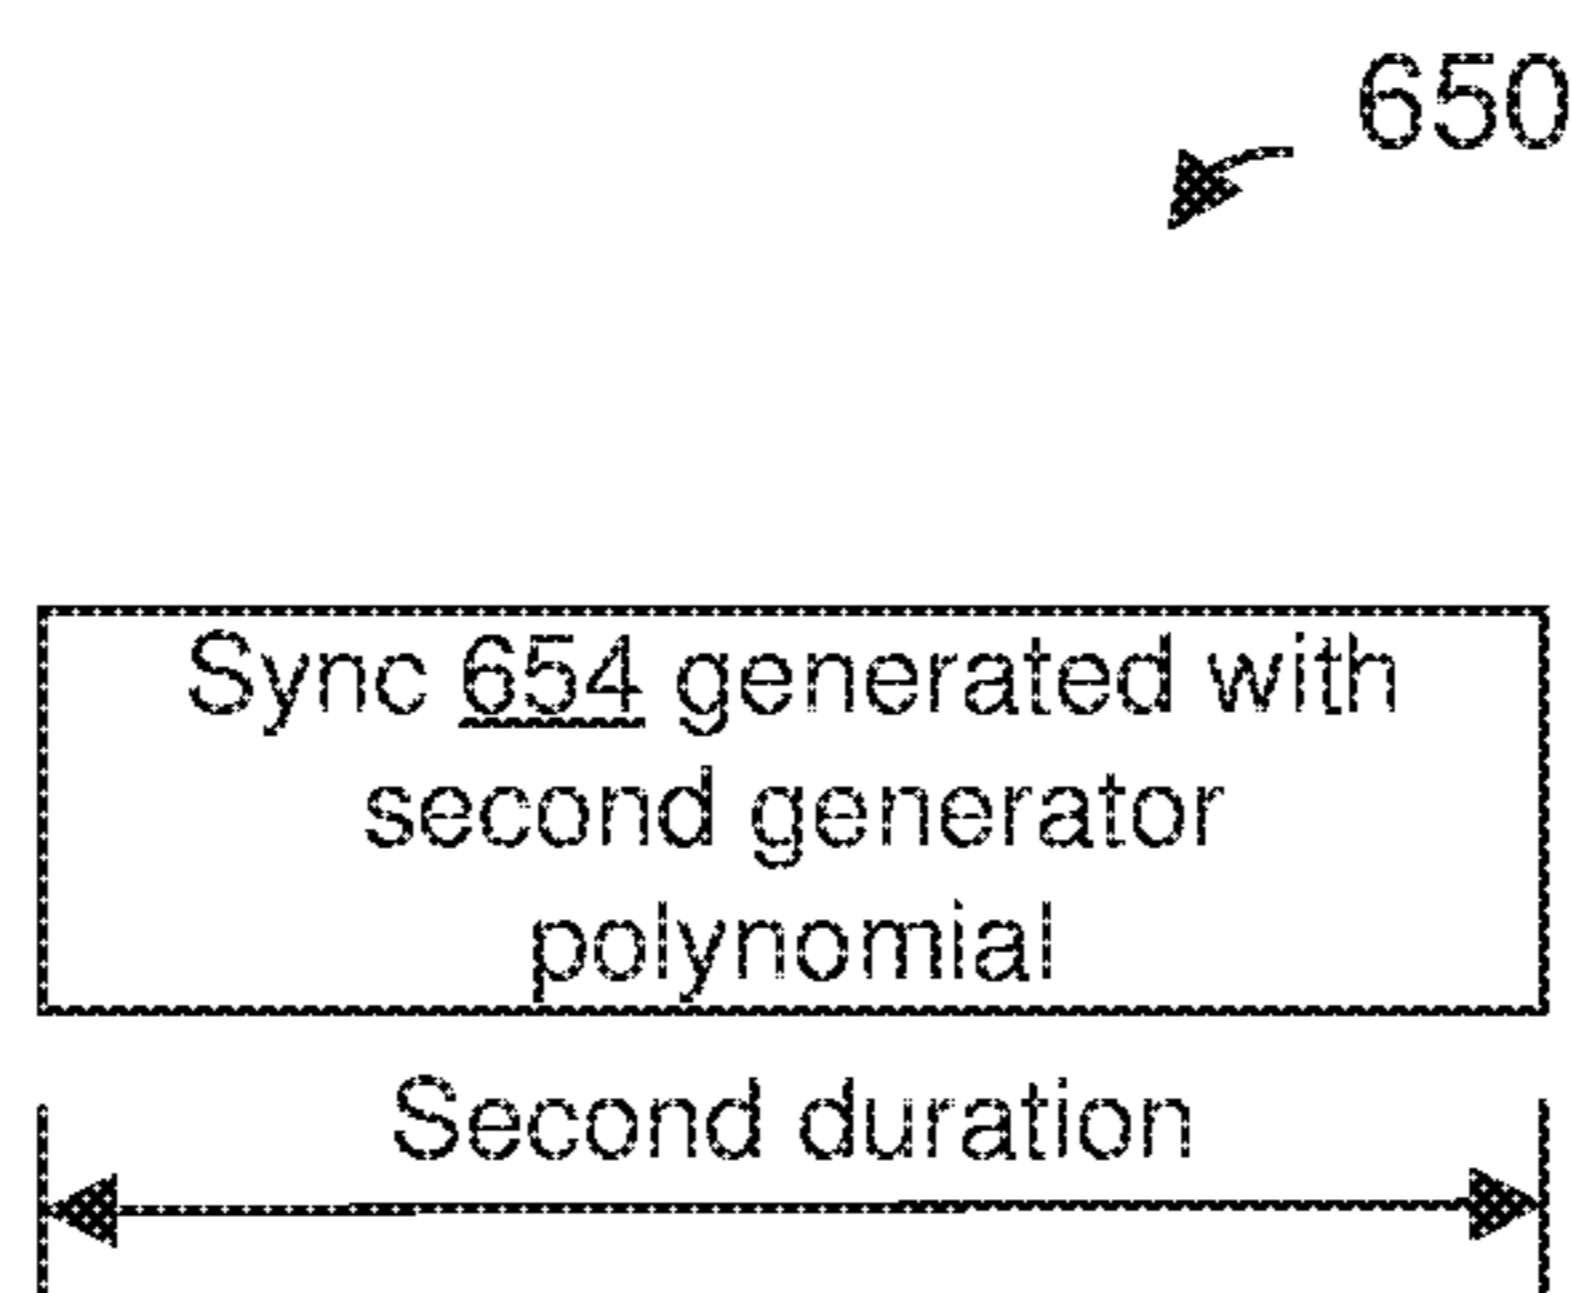 650
Sync 654 generated with
second generator
polynomial
Second duration